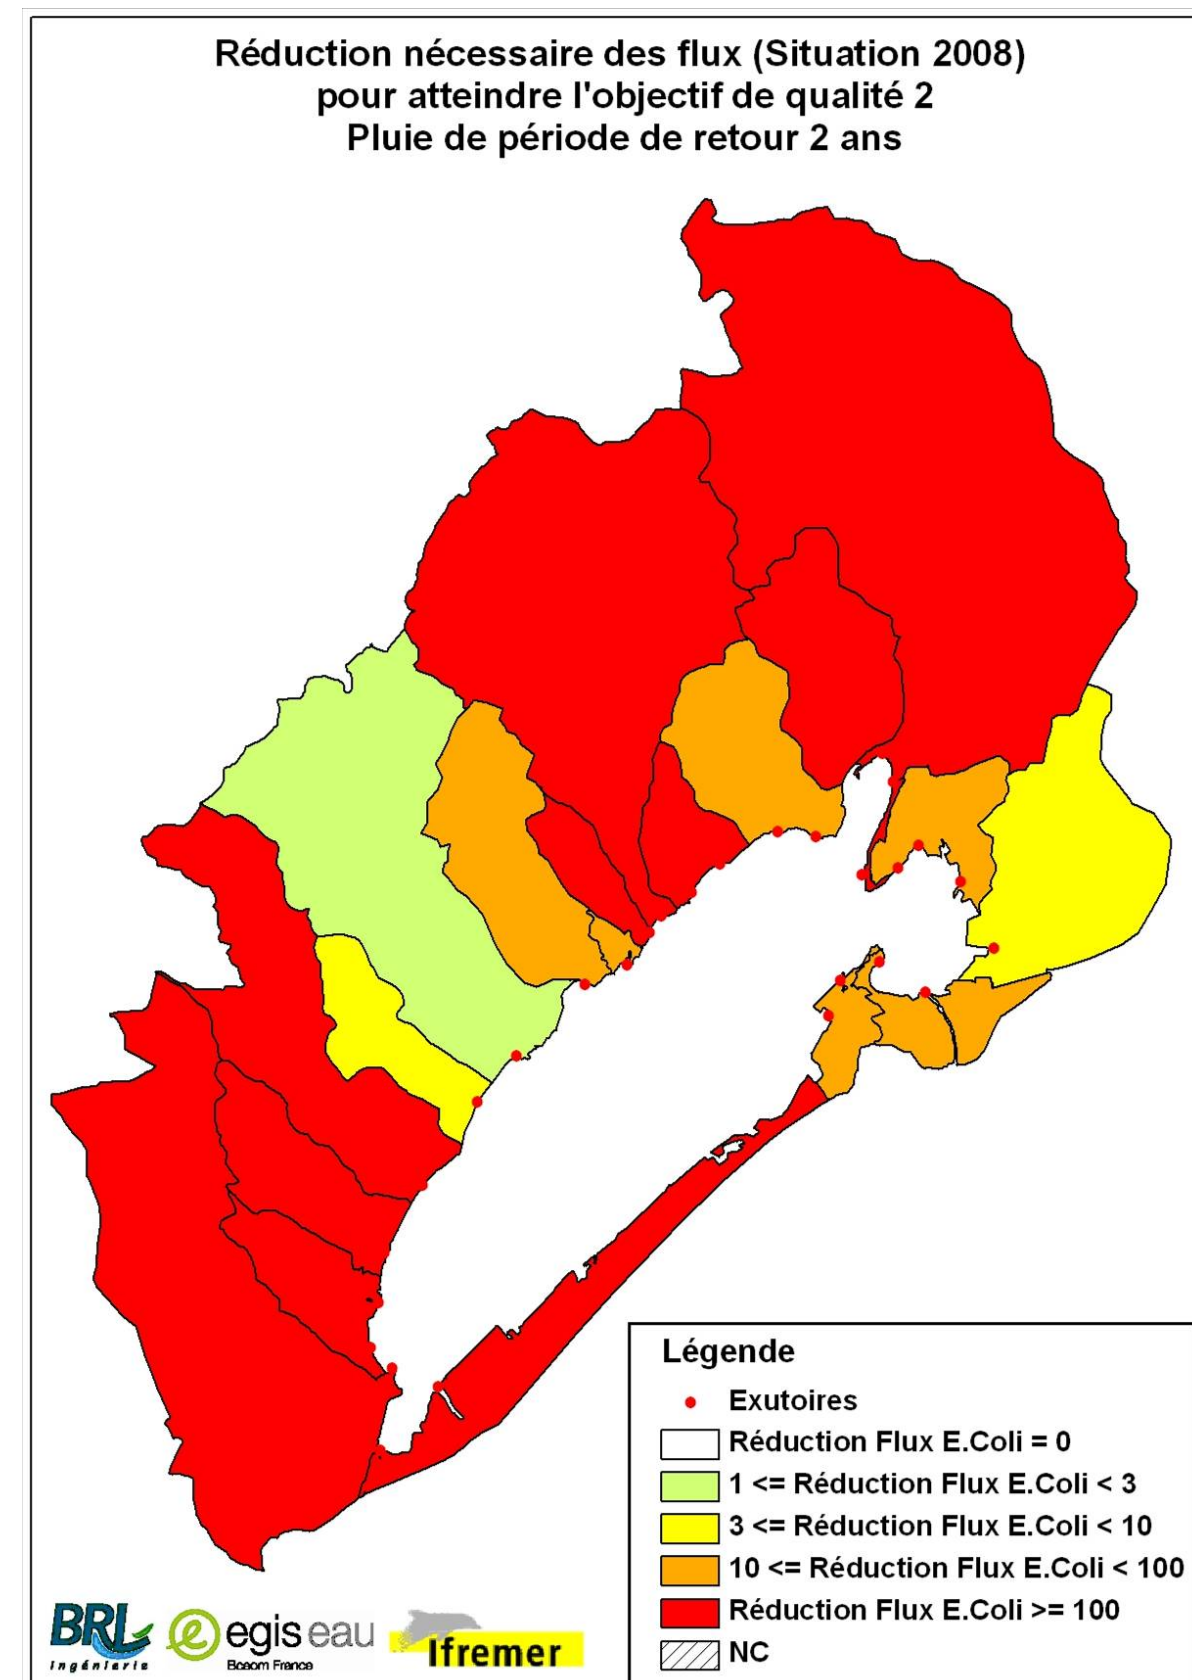 Réduction nécessaire des flux (Situation 2008)
pour atteindre l'objectif de qualité 2
Pluie de période de retour 2 ans
Légende
Exutoires
Réduction Flux E.Coli = 0
1 <= Réduction Flux E.Coli < 3
3 <= Réduction Flux E.Coli < 10
10 <= Réduction Flux E.Coli < 100
Réduction Flux E.Coli >= 100
NC
BRL
Ingénierie
e egis eau
Bceom France
Ifremer